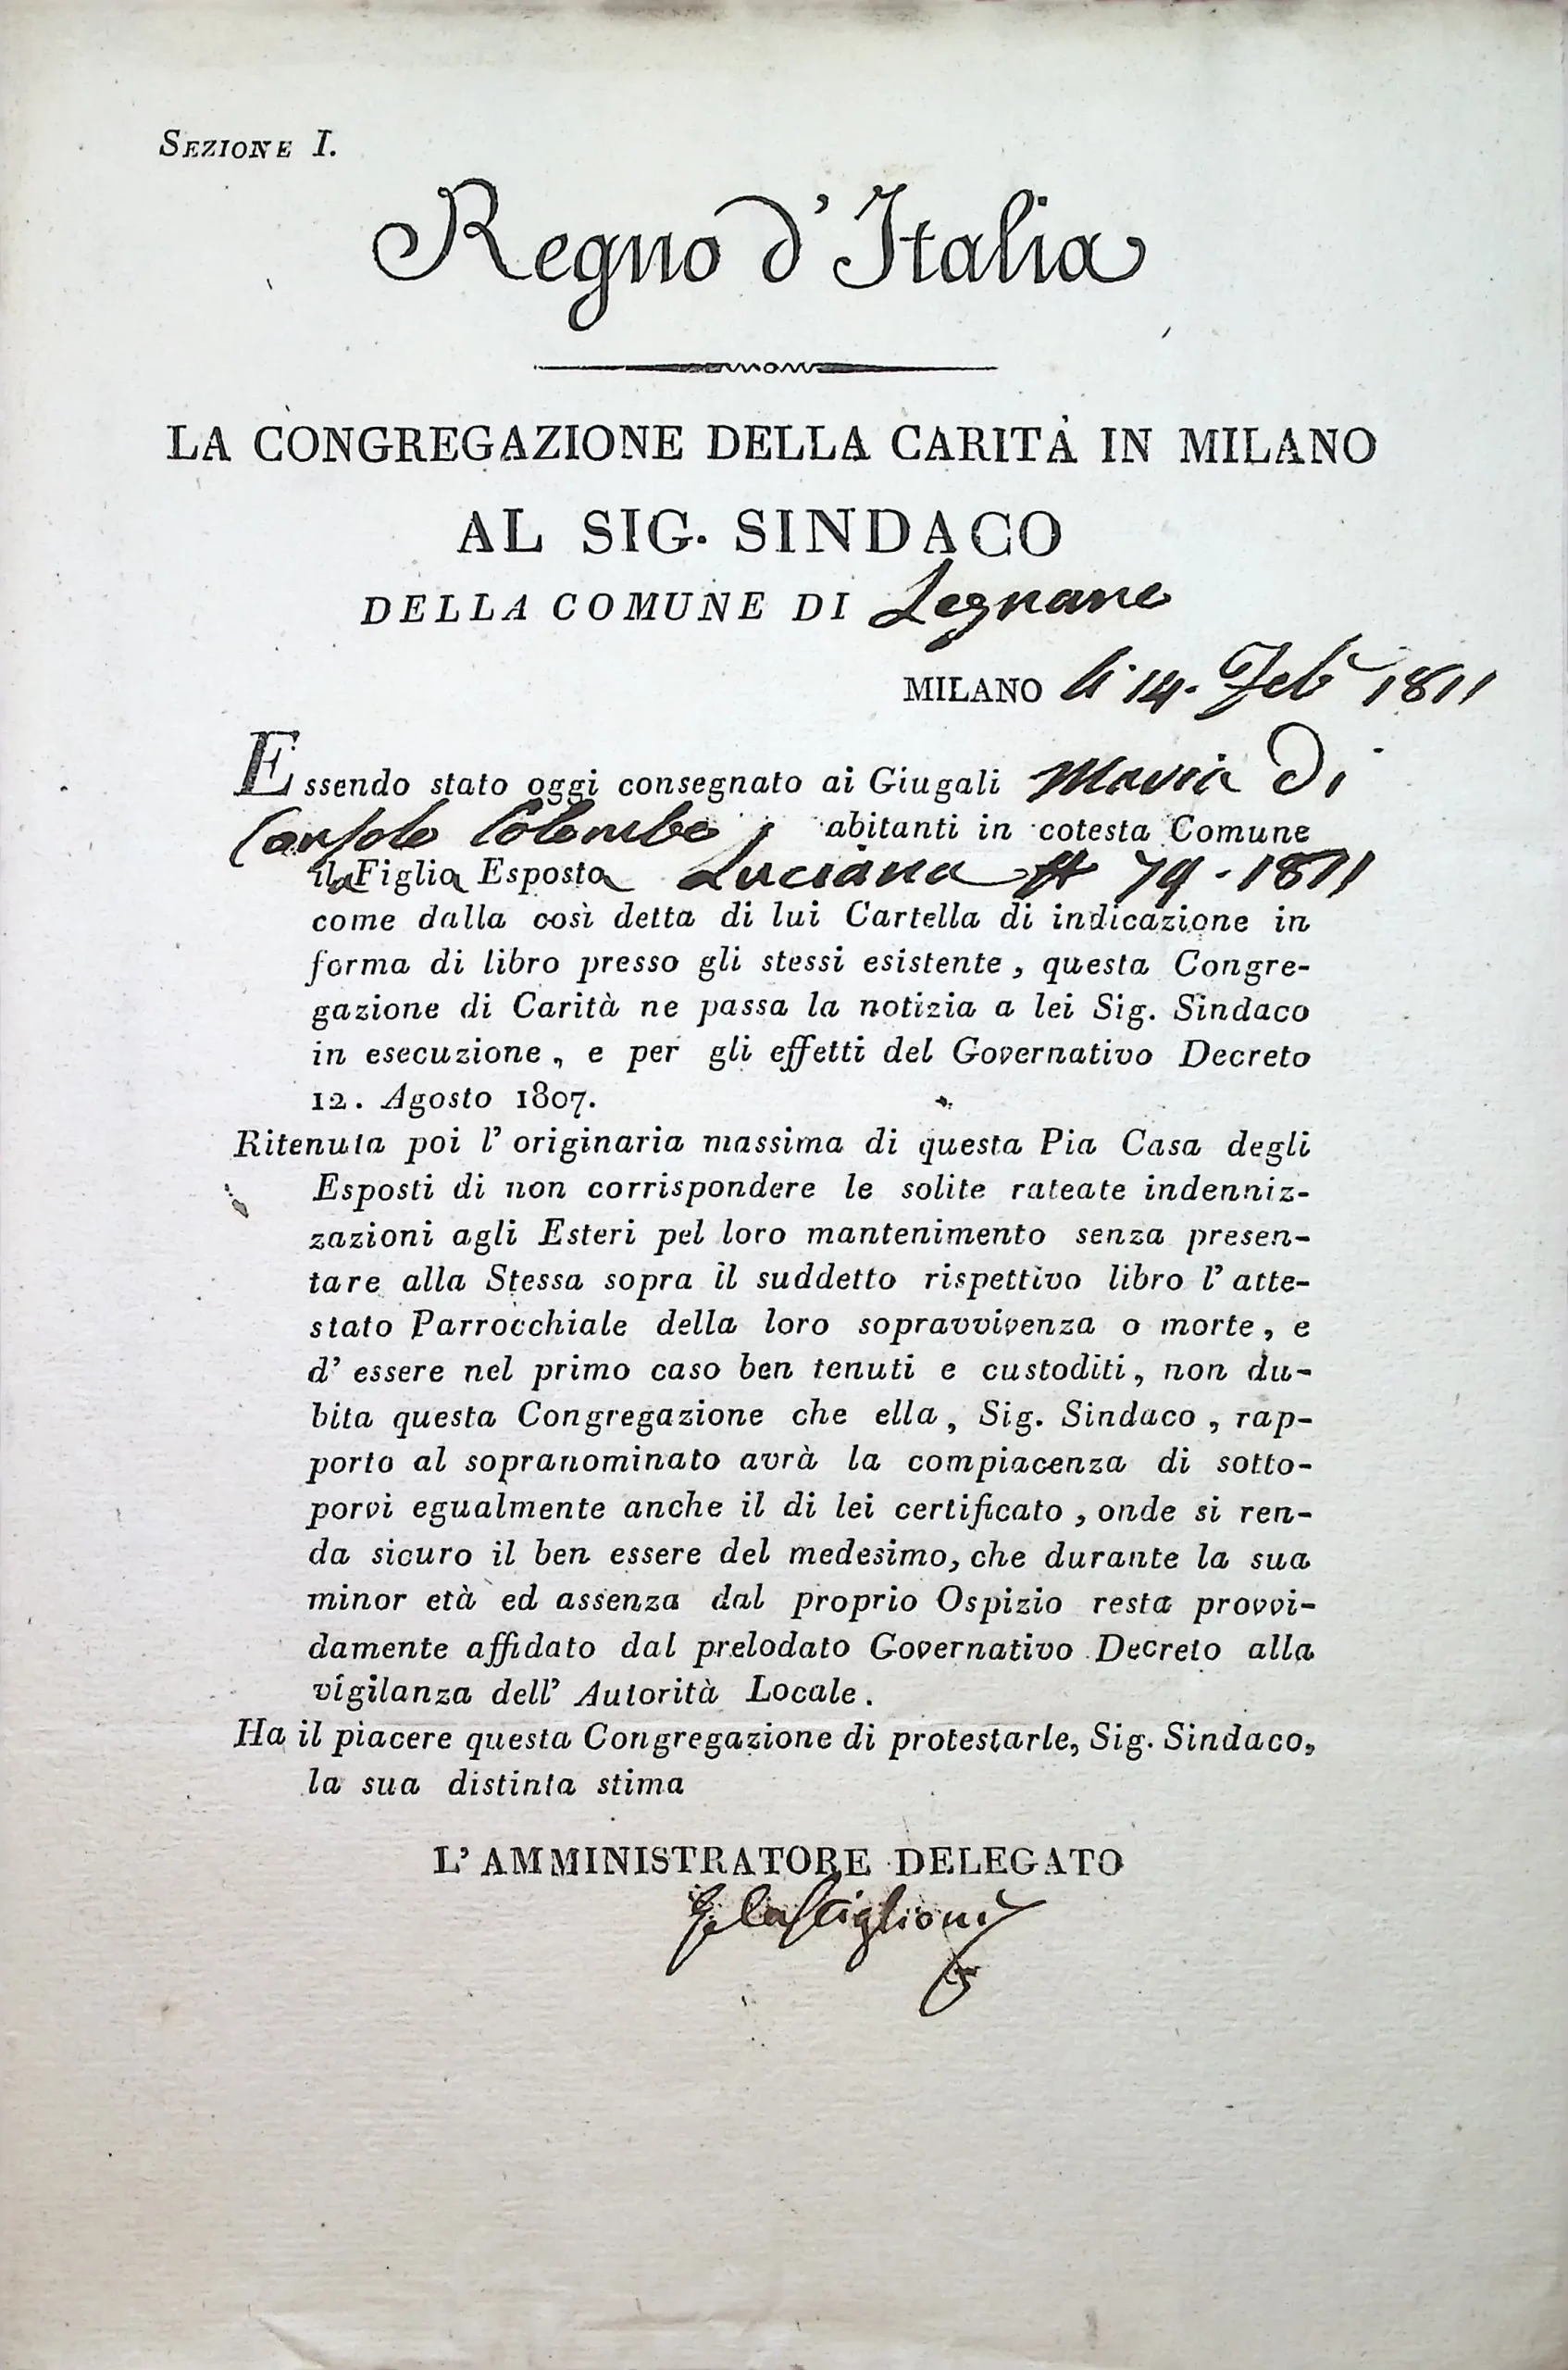 SEZIONE I.
Regno d'Italia
LA CONGREGAZIONE DELLA CARITÀ IN MILANO
AL SIG. SINDACO
DELLA COMUNE DI Legnano
MILANO li 14. Feb 1811
Essendo stato oggi consegnato ai Giugali Maria Di
Colombo abitanti in cotesta Comune
la Figlia Esposta Luciana # 79 - 1811
come dalla così detta di lui Cartella di indicazione in
forma di libro presso gli stessi esistente, questa Congre-
gazione di Carità ne passa la notizia a lei Sig. Sindaco
in esecuzione, e per gli effetti del Governativo Decreto
12. Agosto 1807.
Ritenuta poi l'originaria massima di questa Pia Casa degli
Esposti di non corrispondere le solite rateate indenniz-
zazioni agli Esteri pel loro mantenimento senza presen-
tare alla Stessa sopra il suddetto rispettivo libro l'atte-
stato Parrocchiale della loro sopravvivenza o morte, e
d'essere nel primo caso ben tenuti e custoditi, non du-
bita questa Congregazione che ella, Sig. Sindaco, rap-
porto al sopranominato avrà la compiacenza di sotto-
porvi egualmente anche il di lei certificato, onde si ren-
da sicuro il ben essere del medesimo, che durante la sua
minor età ed assenza dal proprio Ospizio resta provvi-
damente affidato dal prelodato Governativo Decreto alla
vigilanza dell'Autorità Locale.
Ha il piacere questa Congregazione di protestarle, Sig. Sindaco,
la sua distinta stima
L'AMMINISTRATORE DELEGATO
Castiglioni